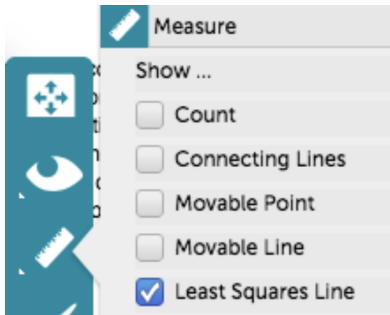 Measure
Show ...
Count
Connecting Lines
Movable Point
Movable Line
Least Squares Line